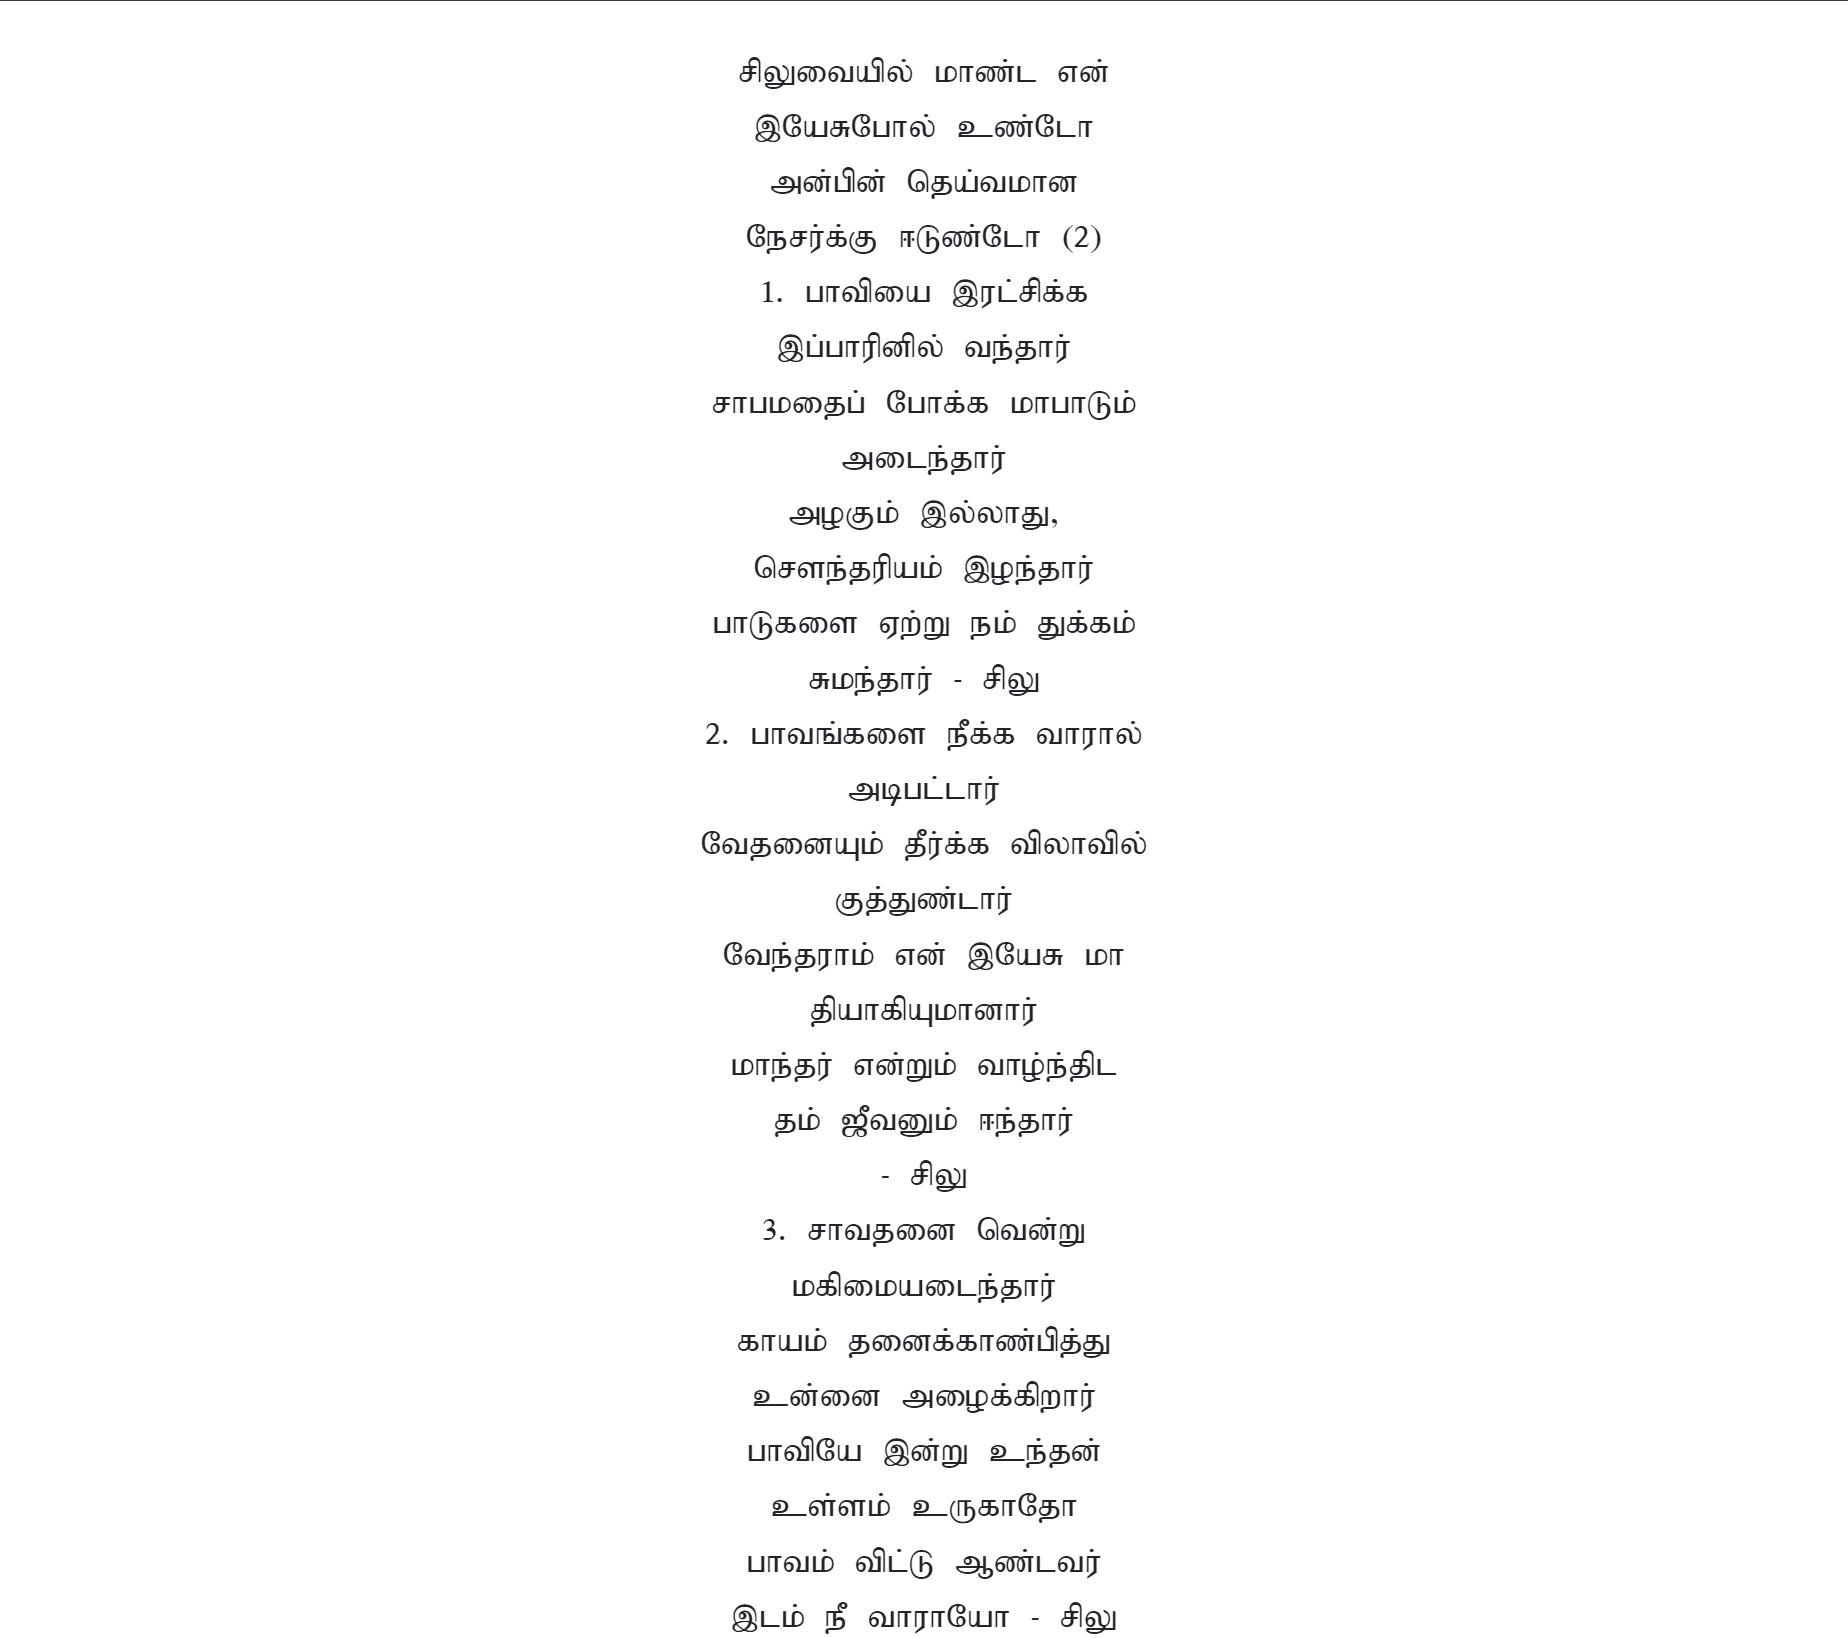 சிலுவையில் மாண்ட என்
இயேசுபோல் உண்டோ
அன்பின் தெய்வமான
நேசர்க்கு ஈடுண்டோ (2)
1. பாவியை இரட்சிக்க
இப்பாரினில் வந்தார்
சாபமதைப் போக்க மாபாடும்
அடைந்தார்
அழகும் இல்லாது,
சௌந்தரியம் இழந்தார்
பாடுகளை ஏற்று நம் துக்கம்
சுமந்தார் - சிலு
2. பாவங்களை நீக்க வாரால்
அடிபட்டார்
வேதனையும் தீர்க்க விலாவில்
குத்துண்டார்
வேந்தராம் என் இயேசு மா
தியாகியுமானார்
மாந்தர் என்றும் வாழ்ந்திட
தம் ஜீவனும் ஈந்தார்
- சிலு
3. சாவதனை வென்று
மகிமையடைந்தார்
காயம் தனைக்காண்பித்து
உன்னை அழைக்கிறார்
பாவியே இன்று உந்தன்
உள்ளம் உருகாதோ
பாவம் விட்டு ஆண்டவர்
இடம் நீ வாராயோ - சிலு